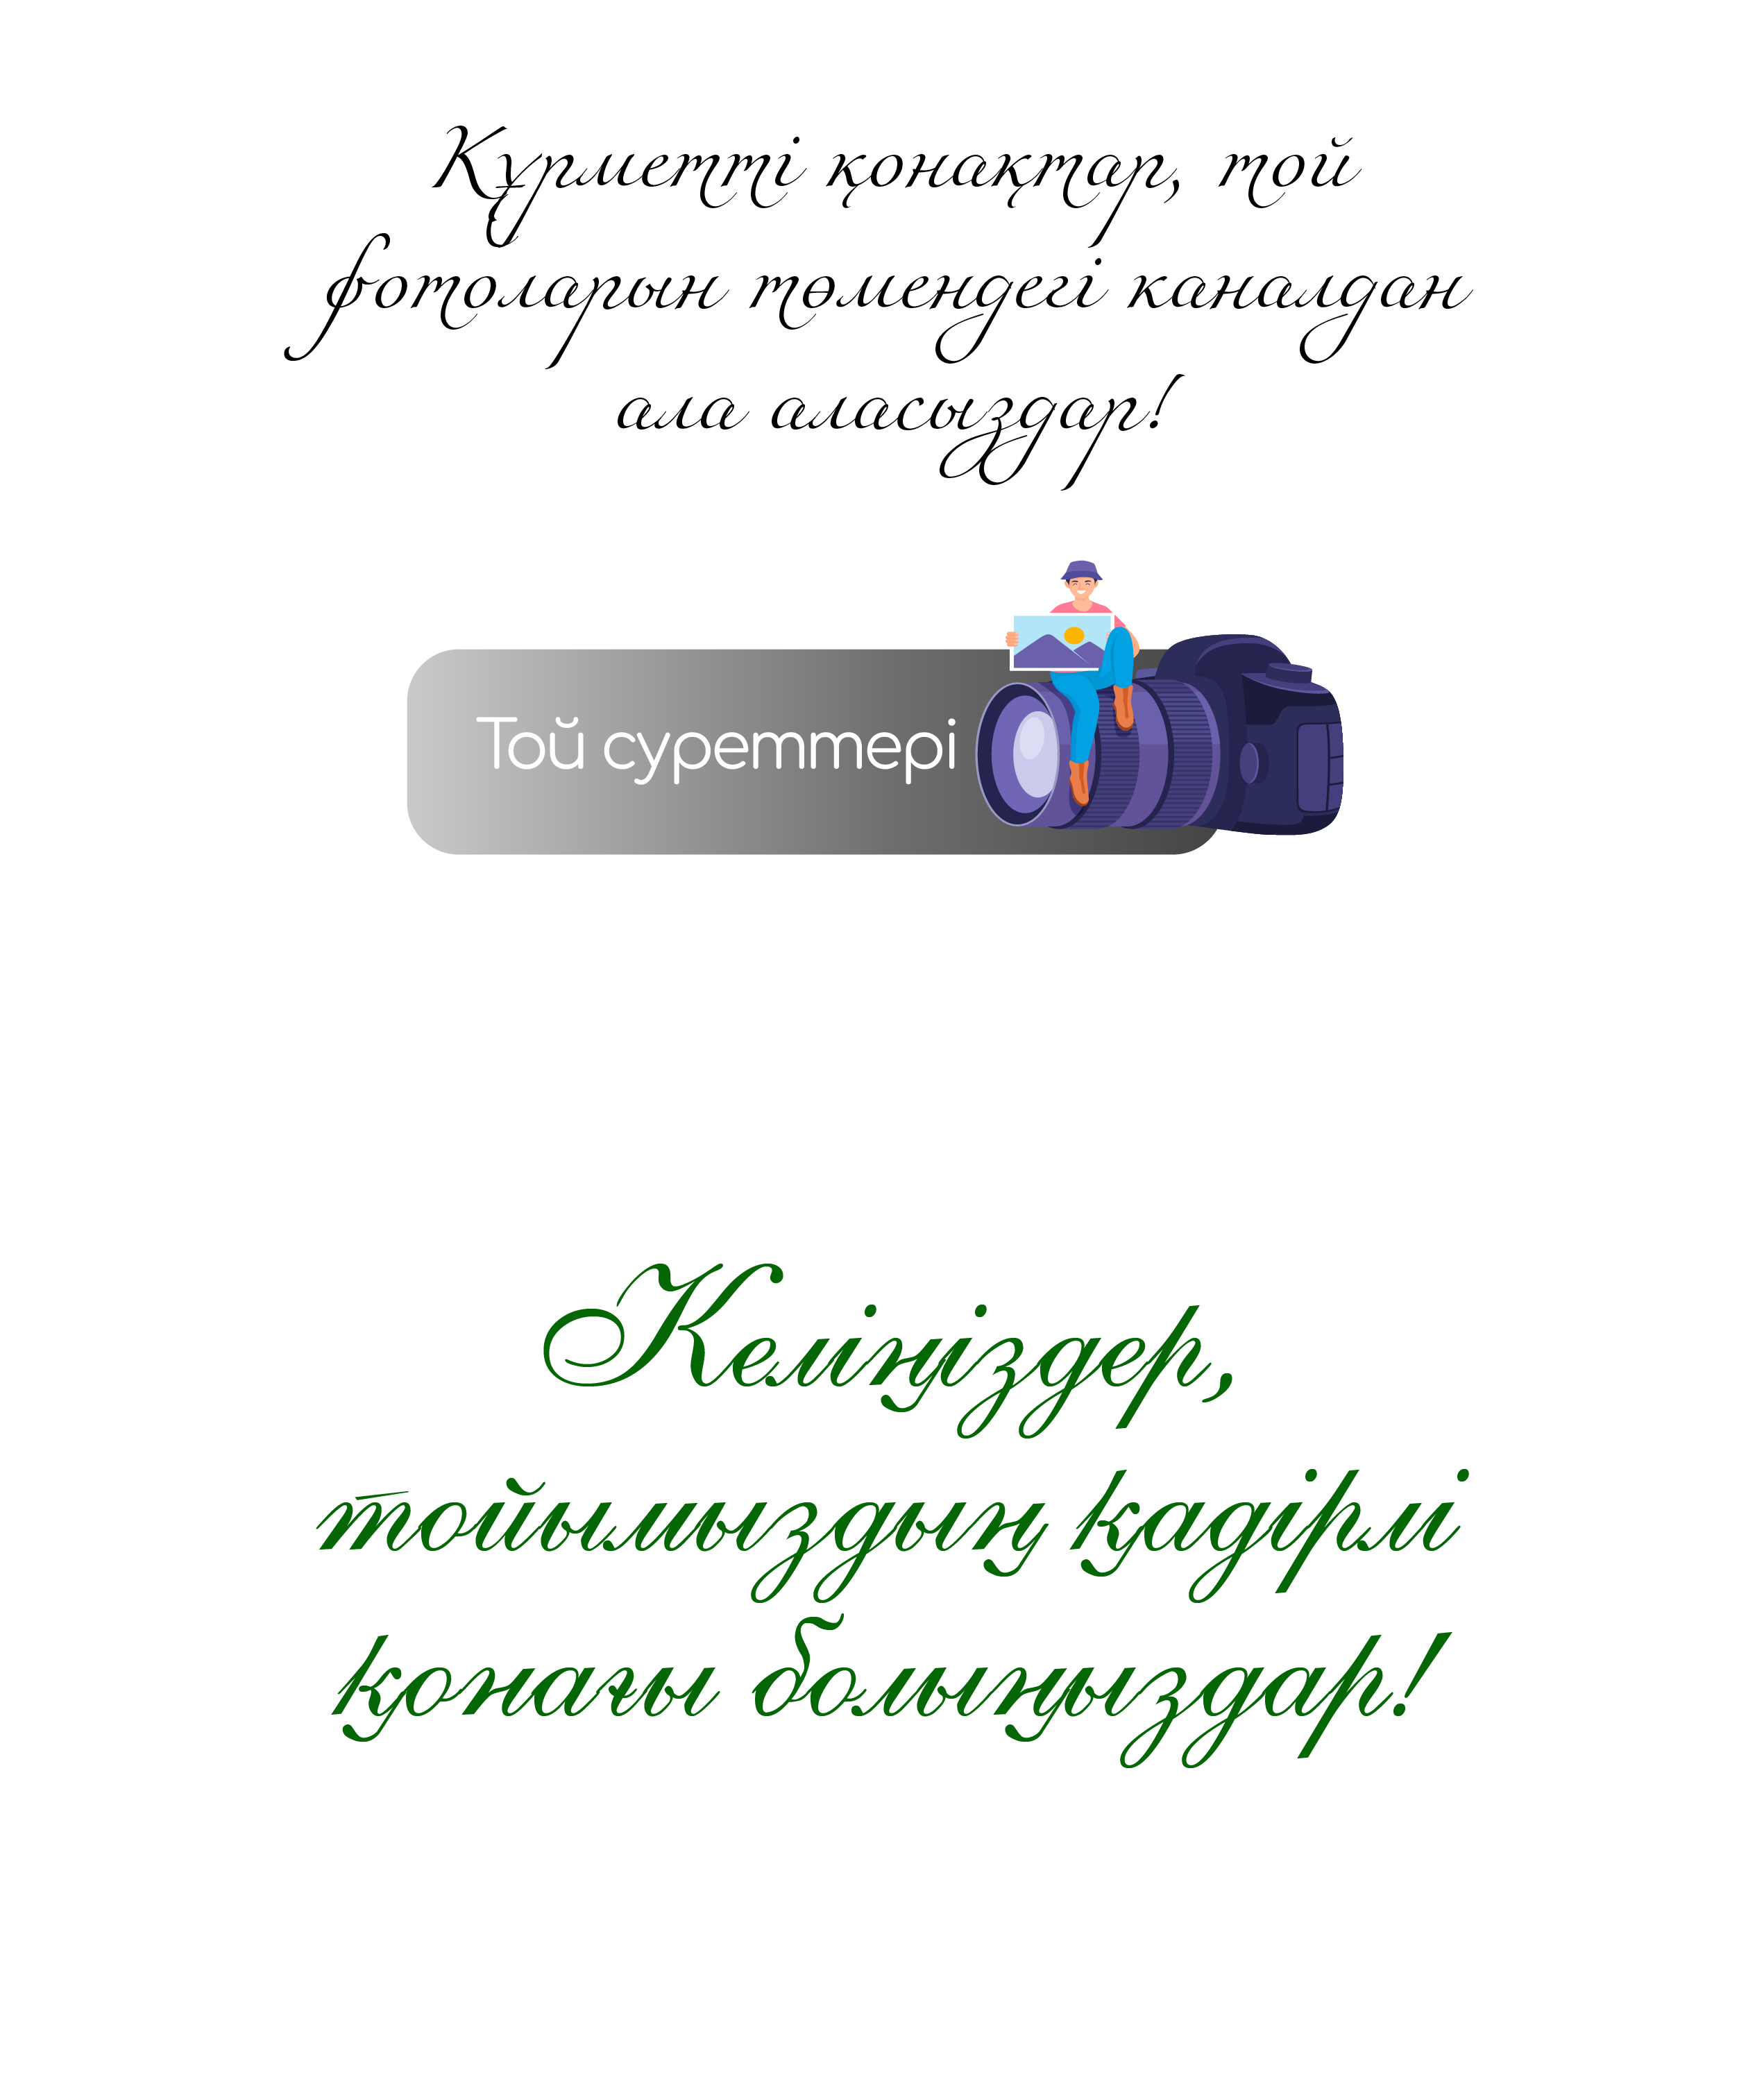 Құрметті қонақтар, той
фотоларын төмендегі каналдан
ала аласыздар!
Той суреттері
Келіңіздер,
тойымыздың қадірлі
қонағы болыңыздар!